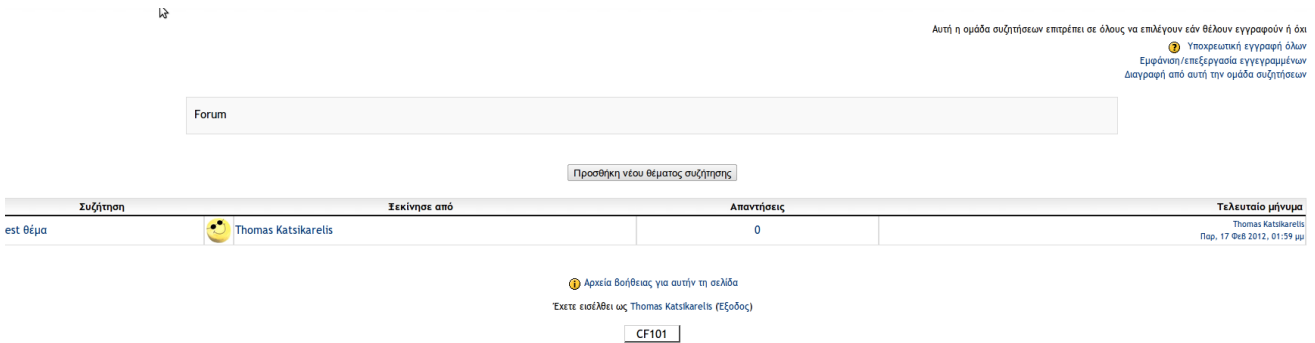 Αυτή η ομάδα συζητήσεων επιτρέπει σε όλους να επιλέγουν εάν θέλουν εγγραφούν ή όχι
Υποχρεωτική εγγραφή όλων
Εμφάνιση/επεξεργασία εγγεγραμμένων
Διαγραφή από αυτή την ομάδα συζητήσεων
Forum
Προσθήκη νέου θέματος συζήτησης
Συζήτηση Ξεκίνησε από Απαντήσεις Τελευταίο μήνυμα
est θέμα Thomas Katsikarelis 0 Thomas Katsikarelis
Παρ, 17 Φεβ 2012, 01:59 μμ
Αρχεία βοήθειας για αυτήν τη σελίδα
Έχετε εισέλθει ως Thomas Katsikarelis (Έξοδος)
CF101